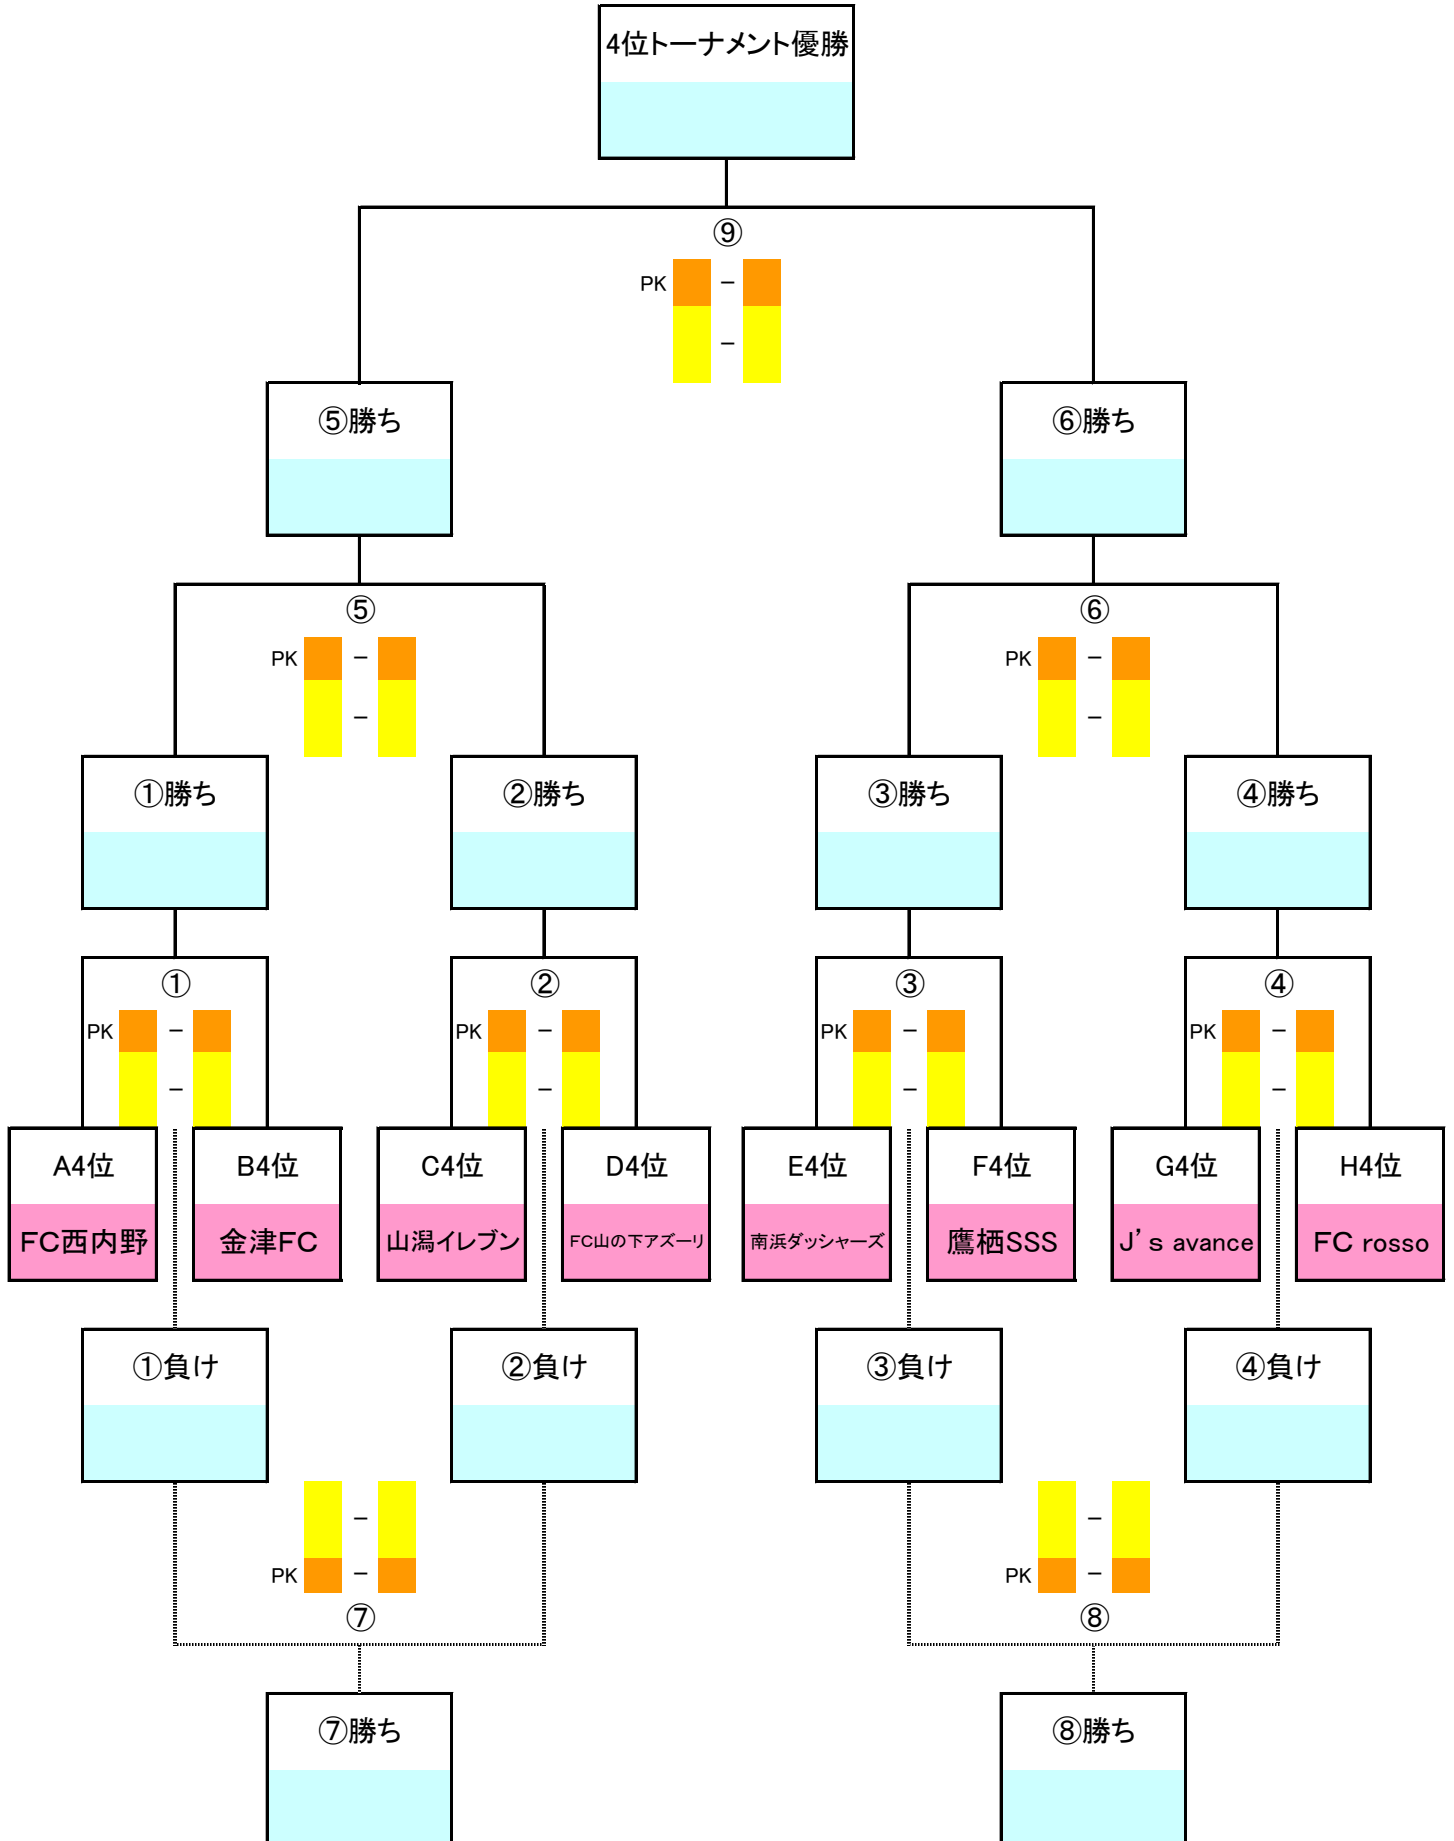 4位トーナメント優勝
⑨
PK － －
－
⑤勝ち ⑥勝ち
⑤ ⑥
PK － PK －
－ －
①勝ち ②勝ち ③勝ち ④勝ち
① ② ③ ④
PK － PK － PK － PK －
－ － － －
A4位 B4位 C4位 D4位 E4位 F4位 G4位 H4位
FC西内野 金津FC 山潟イレブン FC山の下アズーリ 南浜ダッシャーズ 鷹栖SSS J's avance FC rosso
①負け ②負け ③負け ④負け
－ －
PK － PK －
⑦ ⑧
⑦勝ち ⑧勝ち